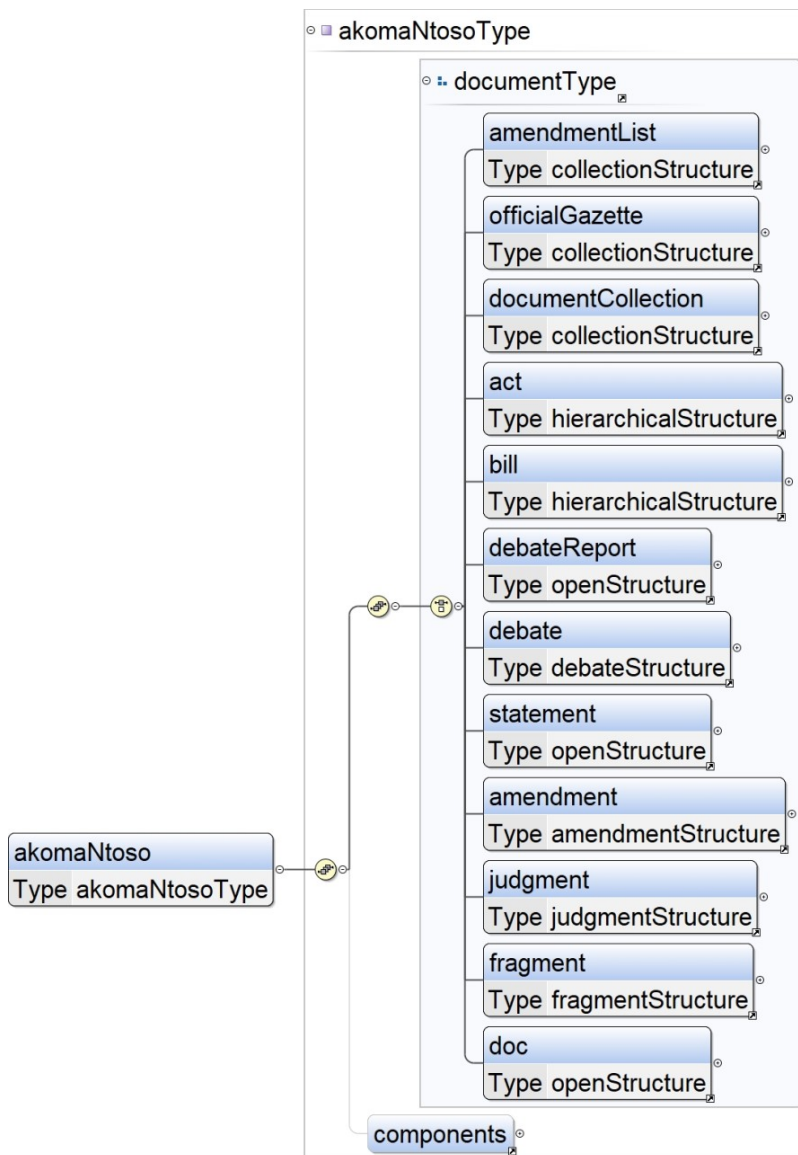 akomaNtosoType
documentType
amendmentList
Type collectionStructure
officialGazette
Type collectionStructure
documentCollection
Type collectionStructure
act
Type hierarchicalStructure
bill
Type hierarchicalStructure
debateReport
Type openStructure
debate
Type debateStructure
statement
Type openStructure
amendment
Type amendmentStructure
akomaNtoso
Type akomaNtosoType
judgment
Type judgmentStructure
fragment
Type fragmentStructure
doc
Type openStructure
components